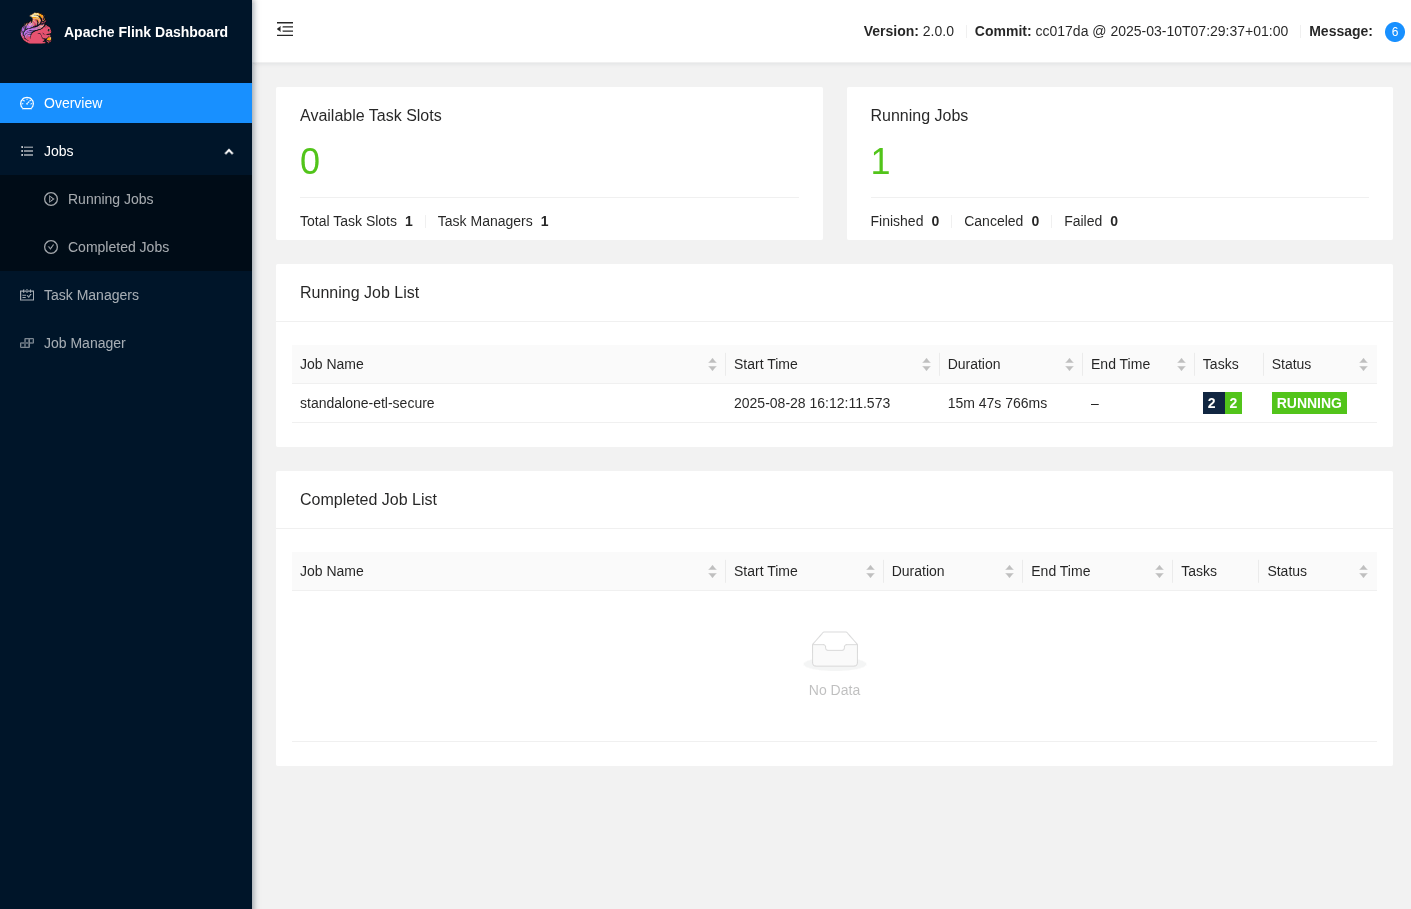 Apache Flink Dashboard
Version: 2.0.0 Commit: cc017da @ 2025-03-10T07:29:37+01:00 Message: 6
Overview
Jobs
Running Jobs
Completed Jobs
Task Managers
Job Manager
Available Task Slots
0
Total Task Slots 1 Task Managers 1
Running Jobs
1
Finished 0 Canceled 0 Failed 0
Running Job List
Job Name Start Time Duration End Time Tasks Status
standalone-etl-secure 2025-08-28 16:12:11.573 15m 47s 766ms – 2 2 RUNNING
Completed Job List
Job Name Start Time Duration End Time Tasks Status
No Data